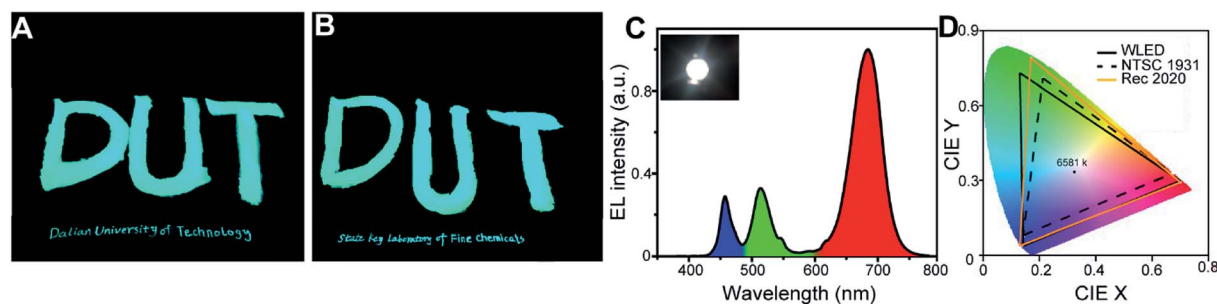 A
DUT
Dalian University of Technology
B
DUT
State Key Laboratory of Fine Chemicals
C
EL intensity (a.u.)
1
0.5
0
400
500
600
700
800
Wavelength (nm)
D
WLED
NTSC 1931
Rec 2020
6581 k
CIE Y
0.9
0.6
0.3
0
0
0.2
0.4
0.6
0.8
CIE X